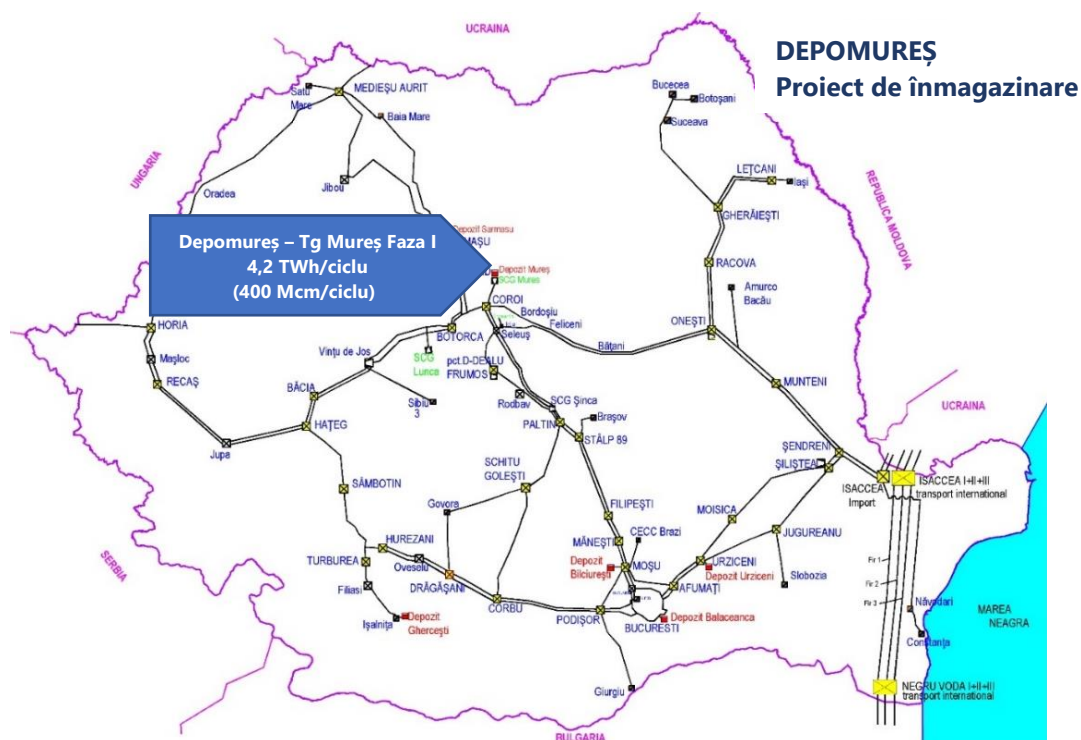 UCRAINA
DEPOMUREȘ
Proiect de înmagazinare
Satu
Mare
MEDIEȘU AURIT
Baia Mare
Bucecea
Botoșani
Suceava
UNGARIA
Jibou
Oradea
LEȚCANI
Iași
REPUBLICA MOLDOVA
GHERĂIEȘTI
Depomureș – Tg Mureș Faza I
4,2 TWh/ciclu
(400 Mcm/ciclu)
Depozit Sarmasu
MAȘU
Depozit Mureș
SCG Mureș
RACOVA
Amurco
Bacău
COROI
Bordoșiu
Feliceni
HORIA
BOTORCA
Seleuș
ONEȘTI
Bățani
Mașloc
Vințu de Jos
SCG
Lunca
pct.D-DEALU
FRUMOS
RECAȘ
BĂCIA
Sibiu
3
Rodbav
SCG Șinca
MUNTENI
HAȚEG
PALTIN
Brașov
STÂLP 89
UCRAINA
Jupa
ȘENDRENI
ȘILIȘTEA
SCHITU
GOLEȘTI
ISACCEA
Import
ISACCEA I+II+III
transport international
SÂMBOTIN
Govora
FILIPEȘTI
MOISICA
JUGUREANU
MĂNEȘTI
CECC Brazi
HUREZANI
SERBIA
TURBUREA
Oveselu
Depozit
Bilciurești
MOȘU
URZICENI
Depozit Urziceni
Slobozia
Fir 1
Fir 2
Fir 3
Filiași
DRĂGĂȘANI
AFUMAȚI
Năvodari
MAREA
NEAGRA
Ișalnița
Depozit
Ghercești
CORBU
PODIȘOR
BUCURESTI
Depozit Balaceanca
Constanța
Giurgiu
NEGRU VODA I+II+III
transport international
BULGARIA